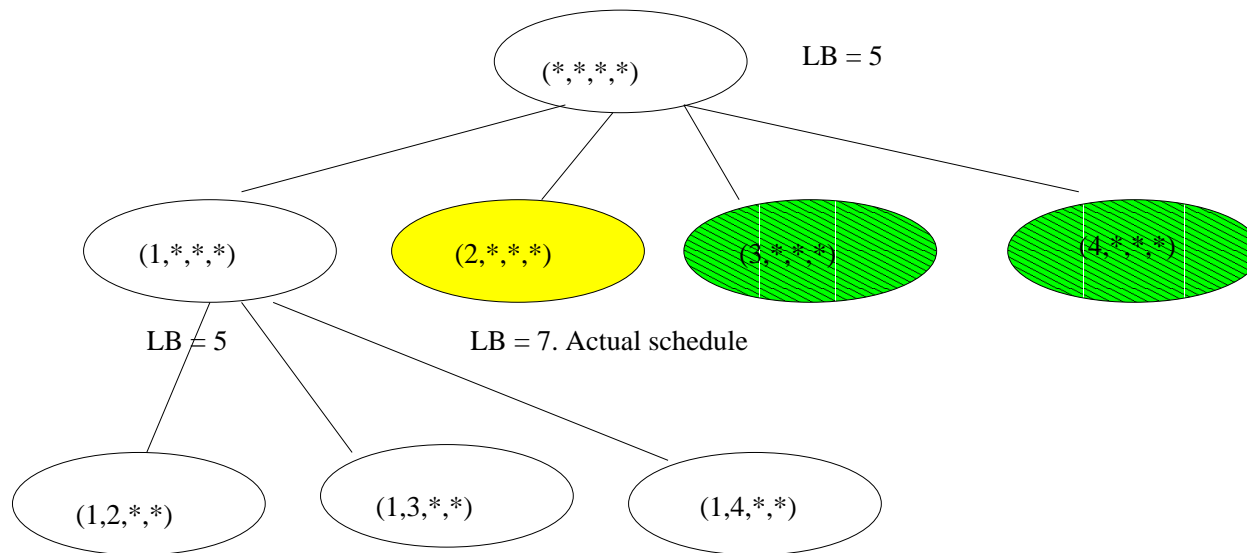 (*,*,*,*)
LB = 5
(1,*,*,*)
(2,*,*,*)
(3,*,*,*)
(4,*,*,*)
LB = 5
LB = 7. Actual schedule
(1,2,*,*)
(1,3,*,*)
(1,4,*,*)